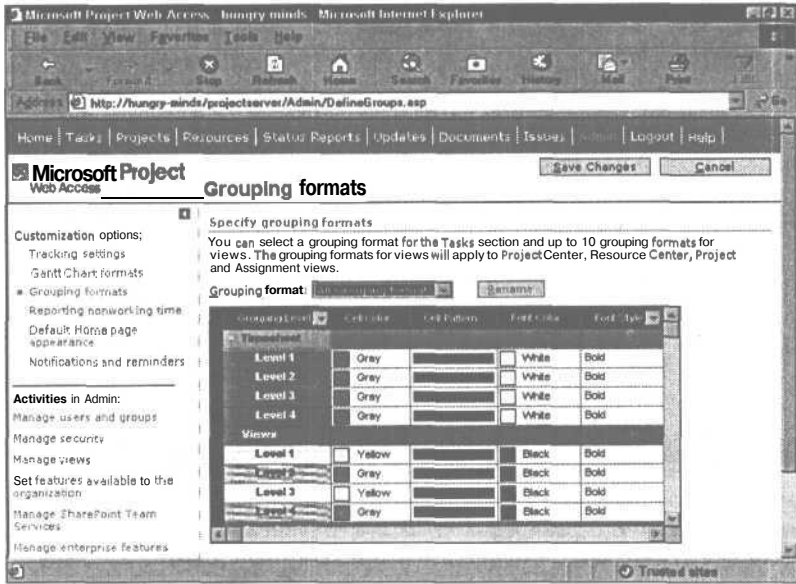 Microsoft Project Web Access - hungry minds - Microsoft Internet Explorer
File Edit View Favorites Tools Help
Back Forward Stop Refresh Home Search Favorites History Mail Print Edit
Address http://hungry-minds/projectserver/Admin/DefineGroups.asp Go
Home | Tasks | Projects | Resources | Status Reports | Updates | Documents | Issues | Admin | Logout | Help |
Microsoft Project
Web Access
Grouping formats
Save Changes
Cancel
Customization options;
Tracking settings
Gantt Chart formats
Grouping formats
Reporting nonworking time
Default Home page
appearance
Notifications and reminders
Activities in Admin:
Manage users and groups
Manage security
Manage views
Set features available to the
organization
Manage SharePoint Team
Services
Manage enterprise features
Specify grouping formats
You can select a grouping format for the Tasks section and up to 10 grouping formats for
views. The grouping formats for views will apply to Project Center, Resource Center, Project
and Assignment views.
Grouping format: Rename
Grouping Level Cell Color Cell Pattern Font Color Font Style
Timesheet
Level 1 Gray White Bold
Level 2 Gray White Bold
Level 3 Gray White Bold
Level 4 Gray White Bold
Views
Level 1 Yellow Black Bold
Level 2 Gray Black Bold
Level 3 Yellow Black Bold
Level 4 Gray Black Bold
Trusted sites